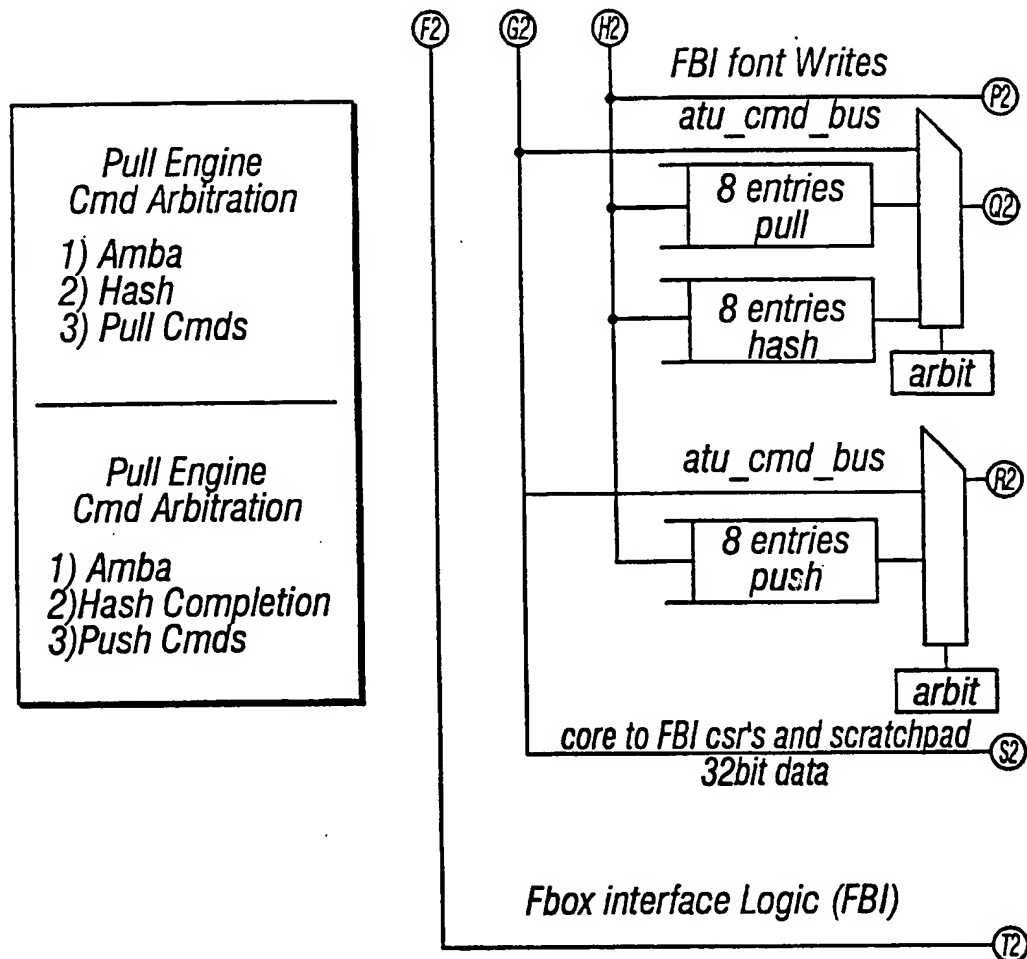 F2
G2
H2
FBI font Writes
P2
atu_cmd_bus
8 entries
pull
Q2
8 entries
hash
arbit
atu_cmd_bus
R2
8 entries
push
arbit
core to FBI csr's and scratchpad
S2
32bit data
Fbox interface Logic (FBI)
T2
Pull Engine
Cmd Arbitration
1) Amba
2) Hash
3) Pull Cmds
Pull Engine
Cmd Arbitration
1) Amba
2)Hash Completion
3)Push Cmds